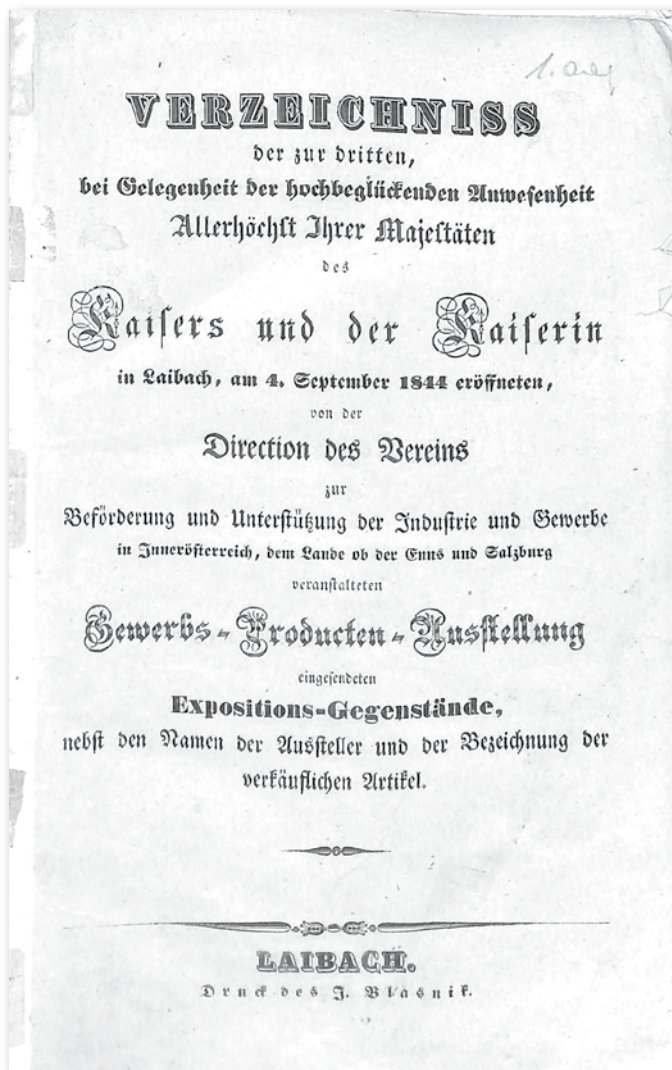 VERZEICHNISS
der zur dritten,
bei Gelegenheit der hochbeglückenden Anwesenheit
Allerhöchst Ihrer Majestäten
des
Kaisers und der Kaiserin
in Laibach, am 4. September 1844 eröffneten,
von der
Direction des Vereins
zur
Beförderung und Unterstützung der Industrie und Gewerbe
in Innerösterreich, dem Lande ob der Enns und Salzburg
veranstalteten
Gewerbs-Producten-Ausstellung
eingesendeten
Expositions-Gegenstände,
nebst den Namen der Aussteller und der Bezeichnung der
verkäuflichen Artikel.
LAIBACH.
Druck des J. Blasnik.